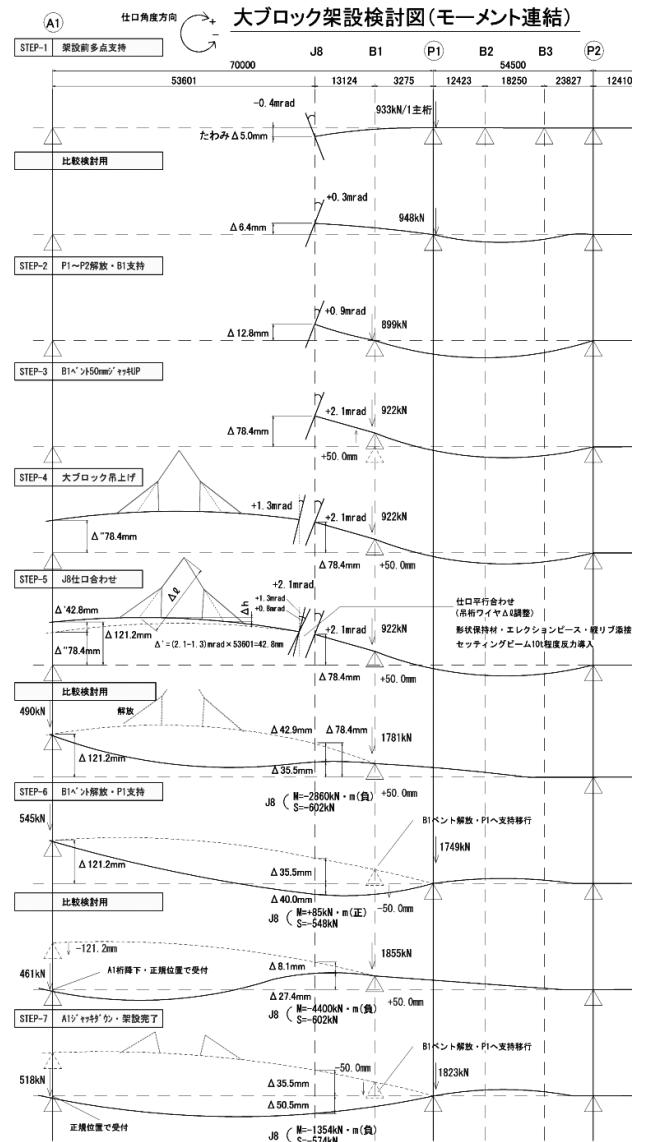 大ブロック架設検討図(モーメント連結)
仕口角度方向
+
-
A1
J8
B1
P1
B2
B3
P2
STEP-1 架設前多点支持
70000
54500
53601
13124
3275
12423
18250
23827
12410
-0.4mrad
933kN/1主桁
たわみΔ5.0mm
比較検討用
+0.3mrad
Δ6.4mm
948kN
STEP-2 P1～P2解放・B1支持
+0.9mrad
Δ12.8mm
899kN
STEP-3 B1ﾍﾞﾝﾄ50mmｼﾞｬｯｷUP
+2.1mrad
922kN
Δ78.4mm
+50.0mm
STEP-4 大ブロック吊上げ
+1.3mrad
+2.1mrad
922kN
Δ"78.4mm
Δ78.4mm
+50.0mm
STEP-5 J8仕口合わせ
Δℓ
Δh
+2.1mrad
+1.3mrad
+0.8mrad
Δ'42.8mm
Δ121.2mm
+2.1mrad
922kN
仕口平行合わせ
(吊桁ワイヤΔℓ調整)
形状保持材・エレクションピース・縦リブ添接
セッティングビーム10t程度反力導入
Δ'=(2.1-1.3)mrad×53601=42.8mm
Δ"78.4mm
Δ78.4mm
+50.0mm
比較検討用
490kN
解放
Δ42.9mm
Δ78.4mm
1781kN
Δ121.2mm
Δ35.5mm
+50.0mm
J8
M=-2860kN・m(負)
S=-602kN
STEP-6 B1ﾍﾞﾝﾄ解放・P1支持
545kN
B1ベント解放・P1へ支持移行
1749kN
Δ121.2mm
Δ35.5mm
Δ40.0mm
-50.0mm
J8
M=+85kN・m(正)
S=-548kN
比較検討用
-121.2mm
1855kN
Δ8.1mm
461kN
A1桁降下・正規位置で受付
Δ27.4mm
+50.0mm
J8
M=-4400kN・m(負)
S=-602kN
STEP-7 A1ｼﾞｬｯｷﾀﾞｳﾝ・架設完了
B1ベント解放・P1へ支持移行
-50.0mm
518kN
Δ35.5mm
1823kN
Δ50.5mm
正規位置で受付
J8
M=-1354kN・m(負)
S=-574kN